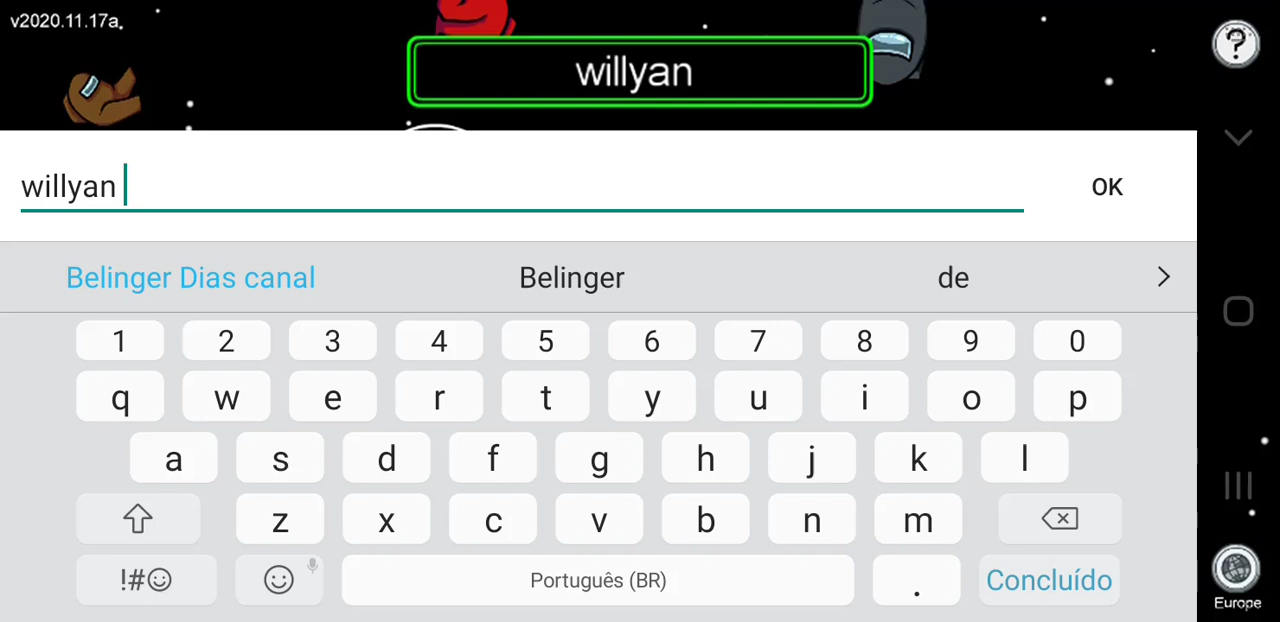 v2020.11.17a
willyan
willyan
OK
Belinger Dias canal Belinger de
1 2 3 4 5 6 7 8 9 0
q w e r t y u i o p
a s d f g h j k l
z x c v b n m
!#☺ Português (BR) . Concluído
Europe